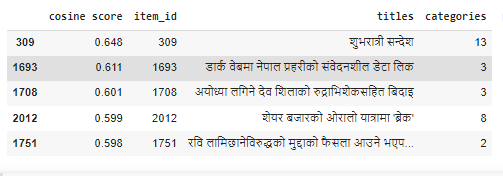 cosine score item_id titles categories
309 0.648 309 शुभरात्री सन्देश 13
1693 0.611 1693 डार्क वेबमा नेपाल प्रहरीको संवेदनशील डेटा लिक 3
1708 0.601 1708 अयोध्या लगिने देव शिलाको रुद्राभिशेकसहित बिदाइ 3
2012 0.599 2012 शेयर बजारको ओरालो यात्रामा 'ब्रेक' 8
1751 0.598 1751 रवि लामिछानेविरुद्धको मुद्दाको फैसला आउने भएप... 2